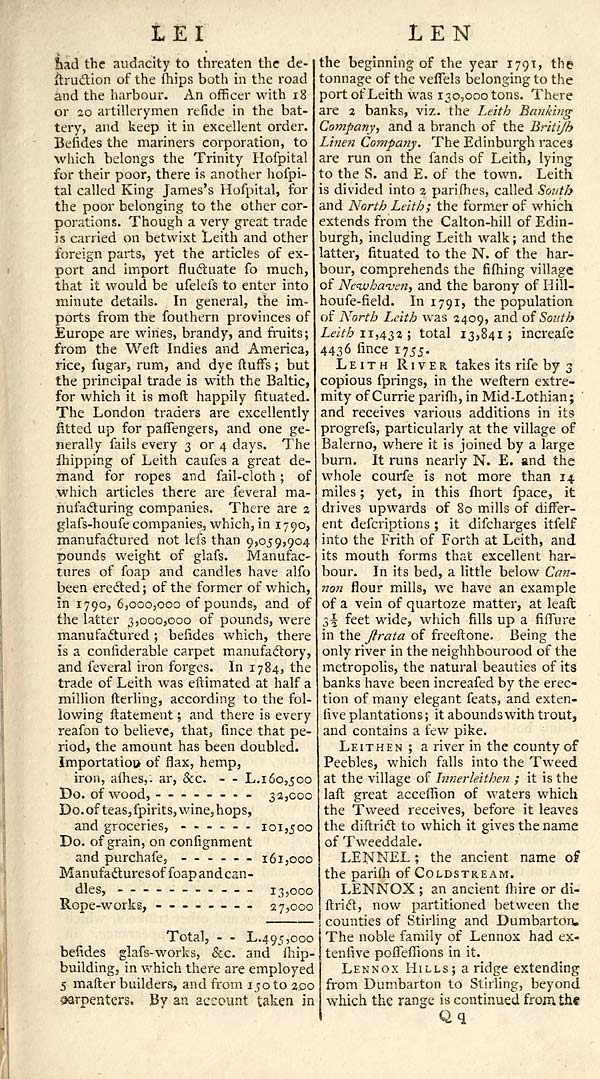 LEI
ħad the audacity to threaten the de-
ſtruction of the ſhips both in the road
and the harbour. An officer with 18
or 20 artillerymen reſide in the bat-
tery, and keep it in excellent order.
Beſides the mariners corporation, to
which belongs the Trinity Hoſpital
for their poor, there is another hoſpi-
tal called King James's Hoſpital, for
the poor belonging to the other cor-
porations. Though a very great trade
is carried on betwixt Leith and other
foreign parts, yet the articles of ex-
port and import fluctuate ſo much,
that it would be uſeleſs to enter into
minute details. In general, the im-
ports from the ſouthern provinces of
Europe are wines, brandy, and fruits;
from the Weſt Indies and America,
rice, ſugar, rum, and dye ſtuffs; but
the principal trade is with the Baltic,
for which it is moſt happily ſituated.
The London traders are excellently
fitted up for paſſengers, and one ge-
nerally ſails every 3 or 4 days. The
ſhipping of Leith cauſes a great de-
mand for ropes and ſail-cloth; of
which articles there are ſeveral ma-
nufacturing companies. There are 2
glaſs-houſe companies, which, in 1790,
manufactured not leſs than 9,059,904
pounds weight of glaſs. Manufac-
tures of ſoap and candles have alſo
been erected; of the former of which,
in 1790, 6,000,000 of pounds, and of
the latter 3,000,000 of pounds, were
manufactured; beſides which, there
is a conſiderable carpet manufactory,
and ſeveral iron forges. In 1784, the
trade of Leith was eſtimated at half a
million ſterling, according to the fol-
lowing ſtatement; and there is every
reaſon to believe, that, ſince that pe-
riod, the amount has been doubled.
Importation of flax, hemp,
iron, aſhes, ar, &c. - - L.160,500
Do. of wood, - - - - - - - - 32,000
Do. of teas, ſpirits, wine, hops,
and groceries, - - - - - - 101,500
Do. of grain, on conſignment
and purchaſe, - - - - - - 161,000
Manufactures of ſoap and can-
dles, - - - - - - - - - - - 13,000
Rope-works, - - - - - - - - 27,000
Total, - - L.495,000
beſides glaſs-works, &c. and ſhip-
building, in which there are employed
5 maſter builders, and from 150 to 200
carpenters. By an account taken in
LEN
the beginning of the year 1791, the
tonnage of the veſſels belonging to the
port of Leith was 130,000 tons. There
are 2 banks, viz. the Leith Banking
Company, and a branch of the Britiſh
Linen Company. The Edinburgh races
are run on the ſands of Leith, lying
to the S. and E. of the town. Leith
is divided into 2 pariſhes, called South
and North Leith; the former of which
extends from the Calton-hill of Edin-
burgh, including Leith walk; and the
latter, ſituated to the N. of the har-
bour, comprehends the fiſhing village
of Newhaven, and the barony of Hill-
houſe-field. In 1791, the population
of North Leith was 2409, and of South
Leith 11,432; total 13,841; increaſe
4436 ſince 1755.
LEITH RIVER takes its riſe by 3
copious ſprings, in the weſtern extre-
mity of Currie pariſh, in Mid-Lothian;
and receives various additions in its
progreſs, particularly at the village of
Balerno, where it is joined by a large
burn. It runs nearly N. E. and the
whole courſe is not more than 14
miles; yet, in this ſhort ſpace, it
drives upwards of 80 mills of differ-
ent deſcriptions; it diſcharges itſelf
into the Frith of Forth at Leith, and
its mouth forms that excellent har-
bour. In its bed, a little below Can-
non flour mills, we have an example
of a vein of quartoze matter, at leaſt
3½ feet wide, which fills up a fiſſure
in the ſtrata of freeſtone. Being the
only river in the neighhbourood of the
metropolis, the natural beauties of its
banks have been increaſed by the erec-
tion of many elegant ſeats, and exten-
ſive plantations; it abounds with trout,
and contains a few pike.
LEITHEN; a river in the county of
Peebles, which falls into the Tweed
at the village of Innerleithen; it is the
laſt great acceſſion of waters which
the Tweed receives, before it leaves
the diſtrict to which it gives the name
of Tweeddale.
LENNEL; the ancient name of
the pariſh of COLDSTREAM.
LENNOX; an ancient ſhire or di-
ſtrict, now partitioned between the
counties of Stirling and Dumbarton.
The noble family of Lennox had ex-
tenſive poſſeſſions in it.
LENNOX HILLS; a ridge extending
from Dumbarton to Stirling, beyond
which the range is continued from the
Q q